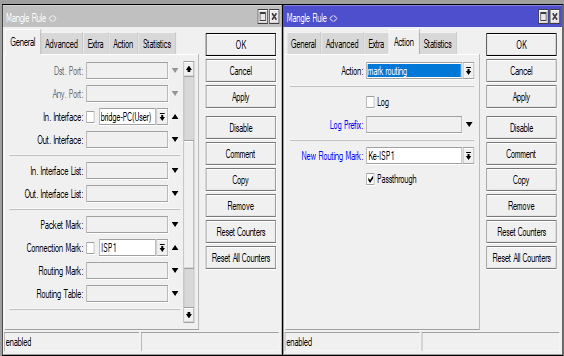 Mangle Rule <>
General Advanced Extra Action Statistics
Dst. Port:
Any. Port:
In. Interface: bridge-PC(User)
Out. Interface:
In. Interface List:
Out. Interface List:
Packet Mark:
Connection Mark: ISP1
Routing Mark:
Routing Table:
OK
Cancel
Apply
Disable
Comment
Copy
Remove
Reset Counters
Reset All Counters
enabled
Mangle Rule <>
General Advanced Extra Action Statistics
Action: mark routing
Log
Log Prefix:
New Routing Mark: Ke-ISP1
Passthrough
OK
Cancel
Apply
Disable
Comment
Copy
Remove
Reset Counters
Reset All Counters
enabled